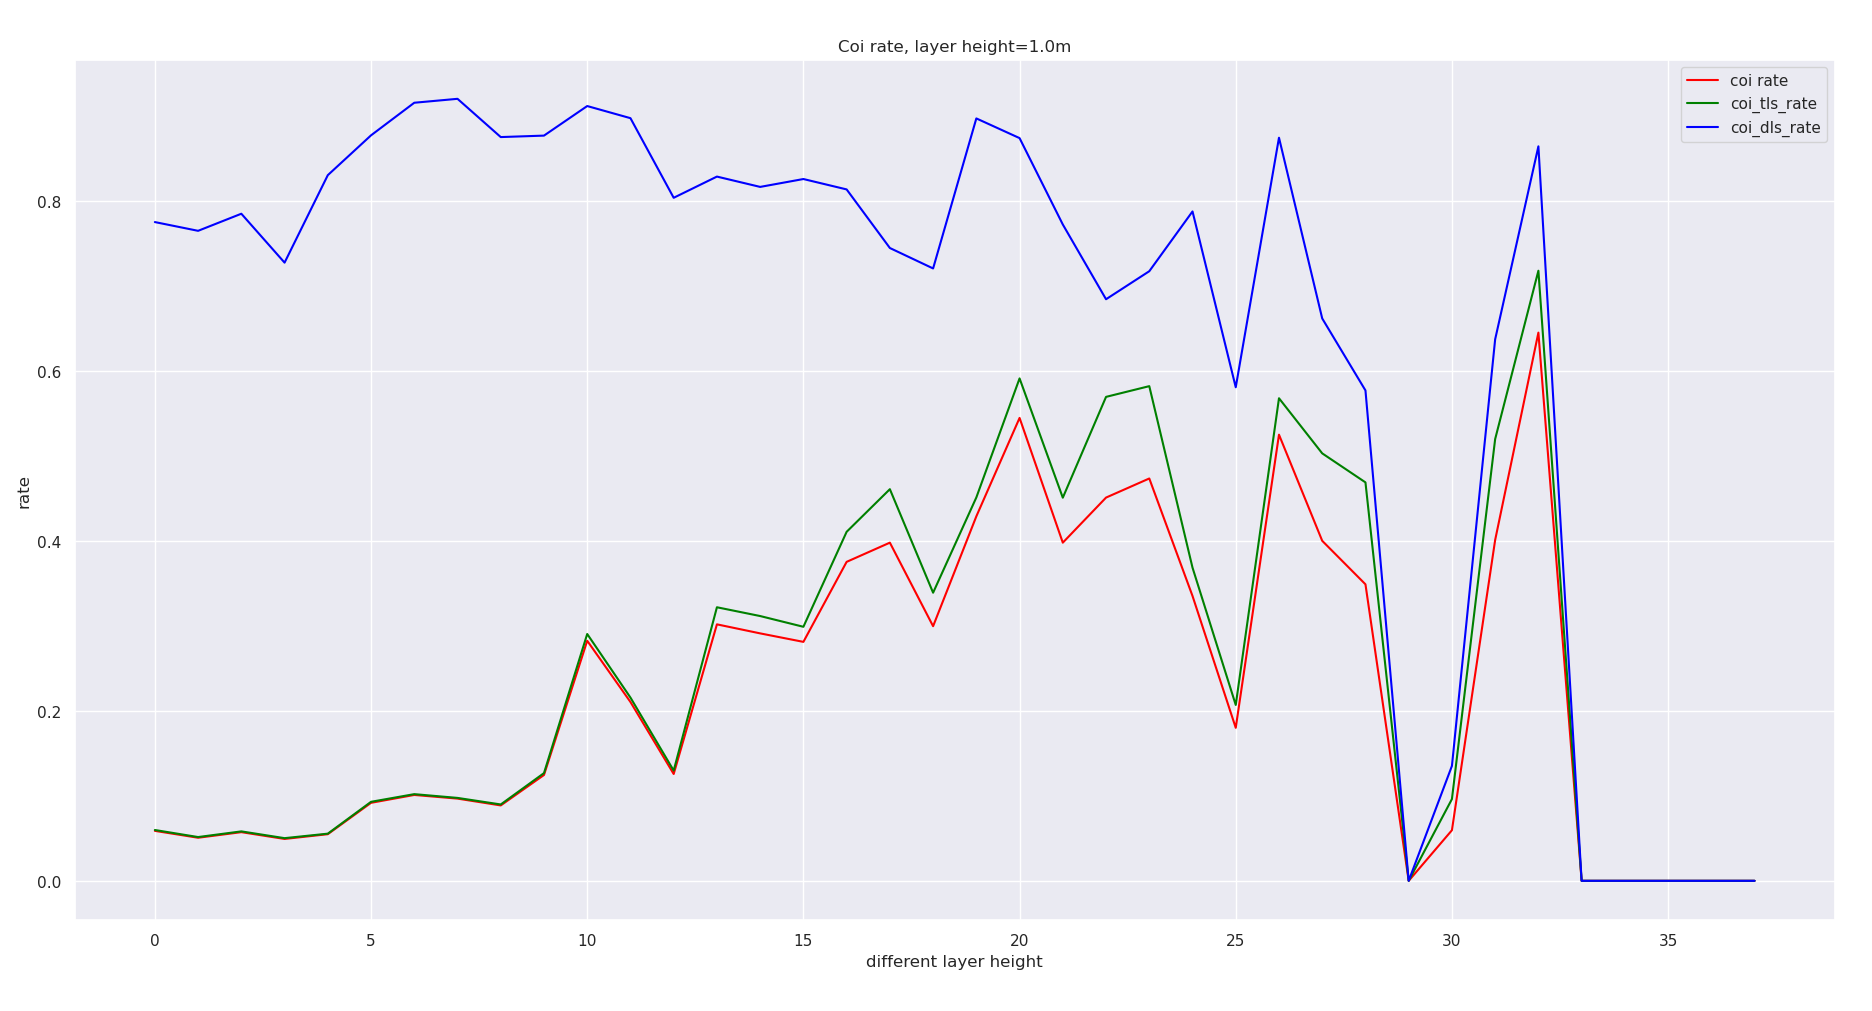 Coi rate, layer height=1.0m
coi rate
coi_tls_rate
coi_dls_rate
rate
0.8
0.6
0.4
0.2
0.0
0 5 10 15 20 25 30 35
different layer height